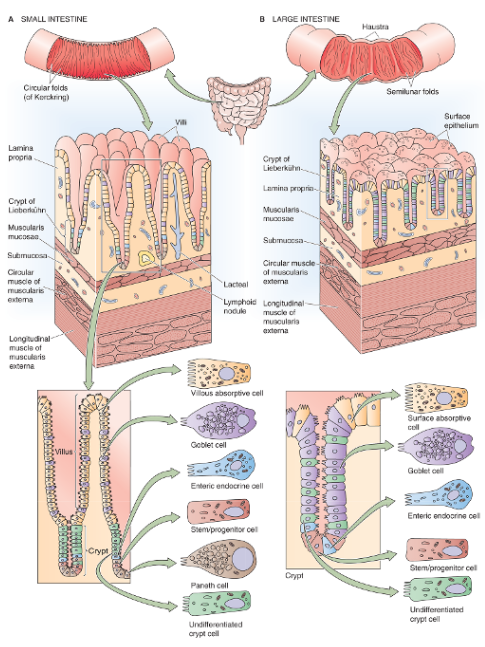 A SMALL INTESTINE
Circular folds
(of Kerckring)
Villi
Lamina
propria
Crypt of
Lieberkühn
Muscularis
mucosae
Submucosa
Circular
muscle of
muscularis
externa
Longitudinal
muscle of
muscularis
externa
Lacteal
Lymphoid
nodule
Villus
Crypt
Villous absorptive cell
Goblet cell
Enteric endocrine cell
Stem/progenitor cell
Paneth cell
Undifferentiated
crypt cell
B LARGE INTESTINE
Haustra
Semilunar folds
Surface
epithelium
Crypt of
Lieberkühn
Lamina propria
Muscularis
mucosae
Submucosa
Circular muscle
of muscularis
externa
Longitudinal
muscle of
muscularis
externa
Crypt
Surface absorptive
cell
Goblet cell
Enteric endocrine cell
Stem/progenitor cell
Undifferentiated
crypt cell